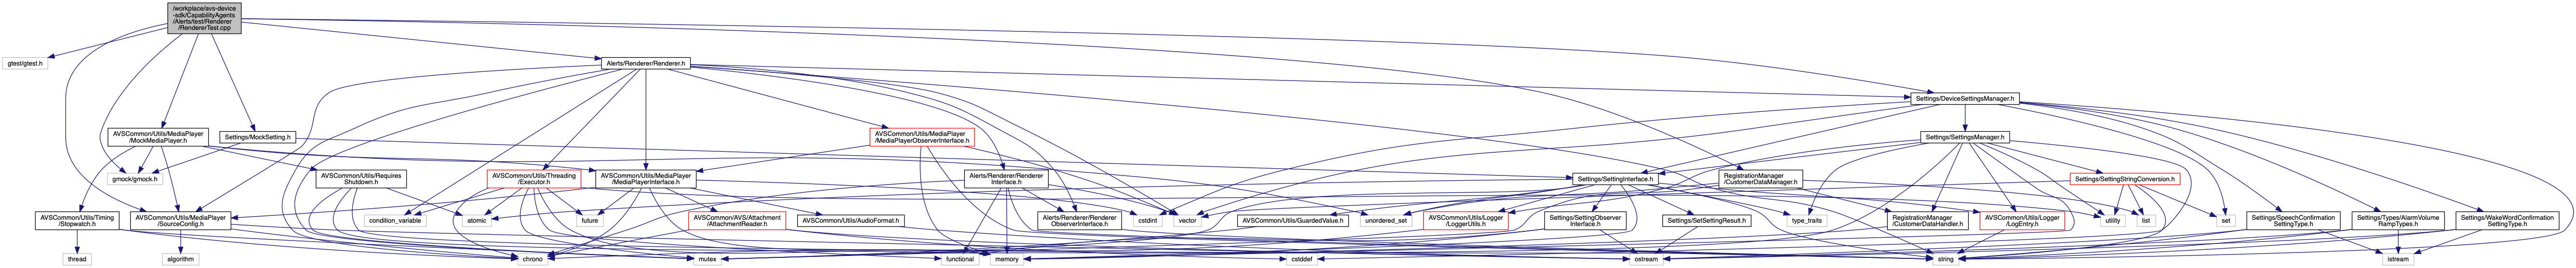 /workplace/avs-device
-sdk/CapabilityAgents
/Alerts/test/Renderer
/RendererTest.cpp
gtest/gtest.h
Alerts/Renderer/Renderer.h
Settings/DeviceSettingsManager.h
AVSCommon/Utils/MediaPlayer
/MockMediaPlayer.h
Settings/MockSetting.h
AVSCommon/Utils/MediaPlayer
/MediaPlayerObserverInterface.h
Settings/SettingsManager.h
gmock/gmock.h
AVSCommon/Utils/Requires
Shutdown.h
AVSCommon/Utils/Threading
/Executor.h
AVSCommon/Utils/MediaPlayer
/MediaPlayerInterface.h
Alerts/Renderer/Renderer
Interface.h
Settings/SettingInterface.h
RegistrationManager
/CustomerDataManager.h
Settings/SettingStringConversion.h
AVSCommon/Utils/Timing
/Stopwatch.h
AVSCommon/Utils/MediaPlayer
/SourceConfig.h
condition_variable
atomic
future
AVSCommon/AVS/Attachment
/AttachmentReader.h
AVSCommon/Utils/AudioFormat.h
Alerts/Renderer/Renderer
ObserverInterface.h
cstdint
vector
AVSCommon/Utils/GuardedValue.h
unordered_set
AVSCommon/Utils/Logger
/LoggerUtils.h
Settings/SettingObserver
Interface.h
Settings/SetSettingResult.h
type_traits
RegistrationManager
/CustomerDataHandler.h
AVSCommon/Utils/Logger
/LogEntry.h
utility
list
set
Settings/SpeechConfirmation
SettingType.h
Settings/Types/AlarmVolume
RampTypes.h
Settings/WakeWordConfirmation
SettingType.h
thread
algorithm
chrono
mutex
functional
memory
cstddef
ostream
string
istream